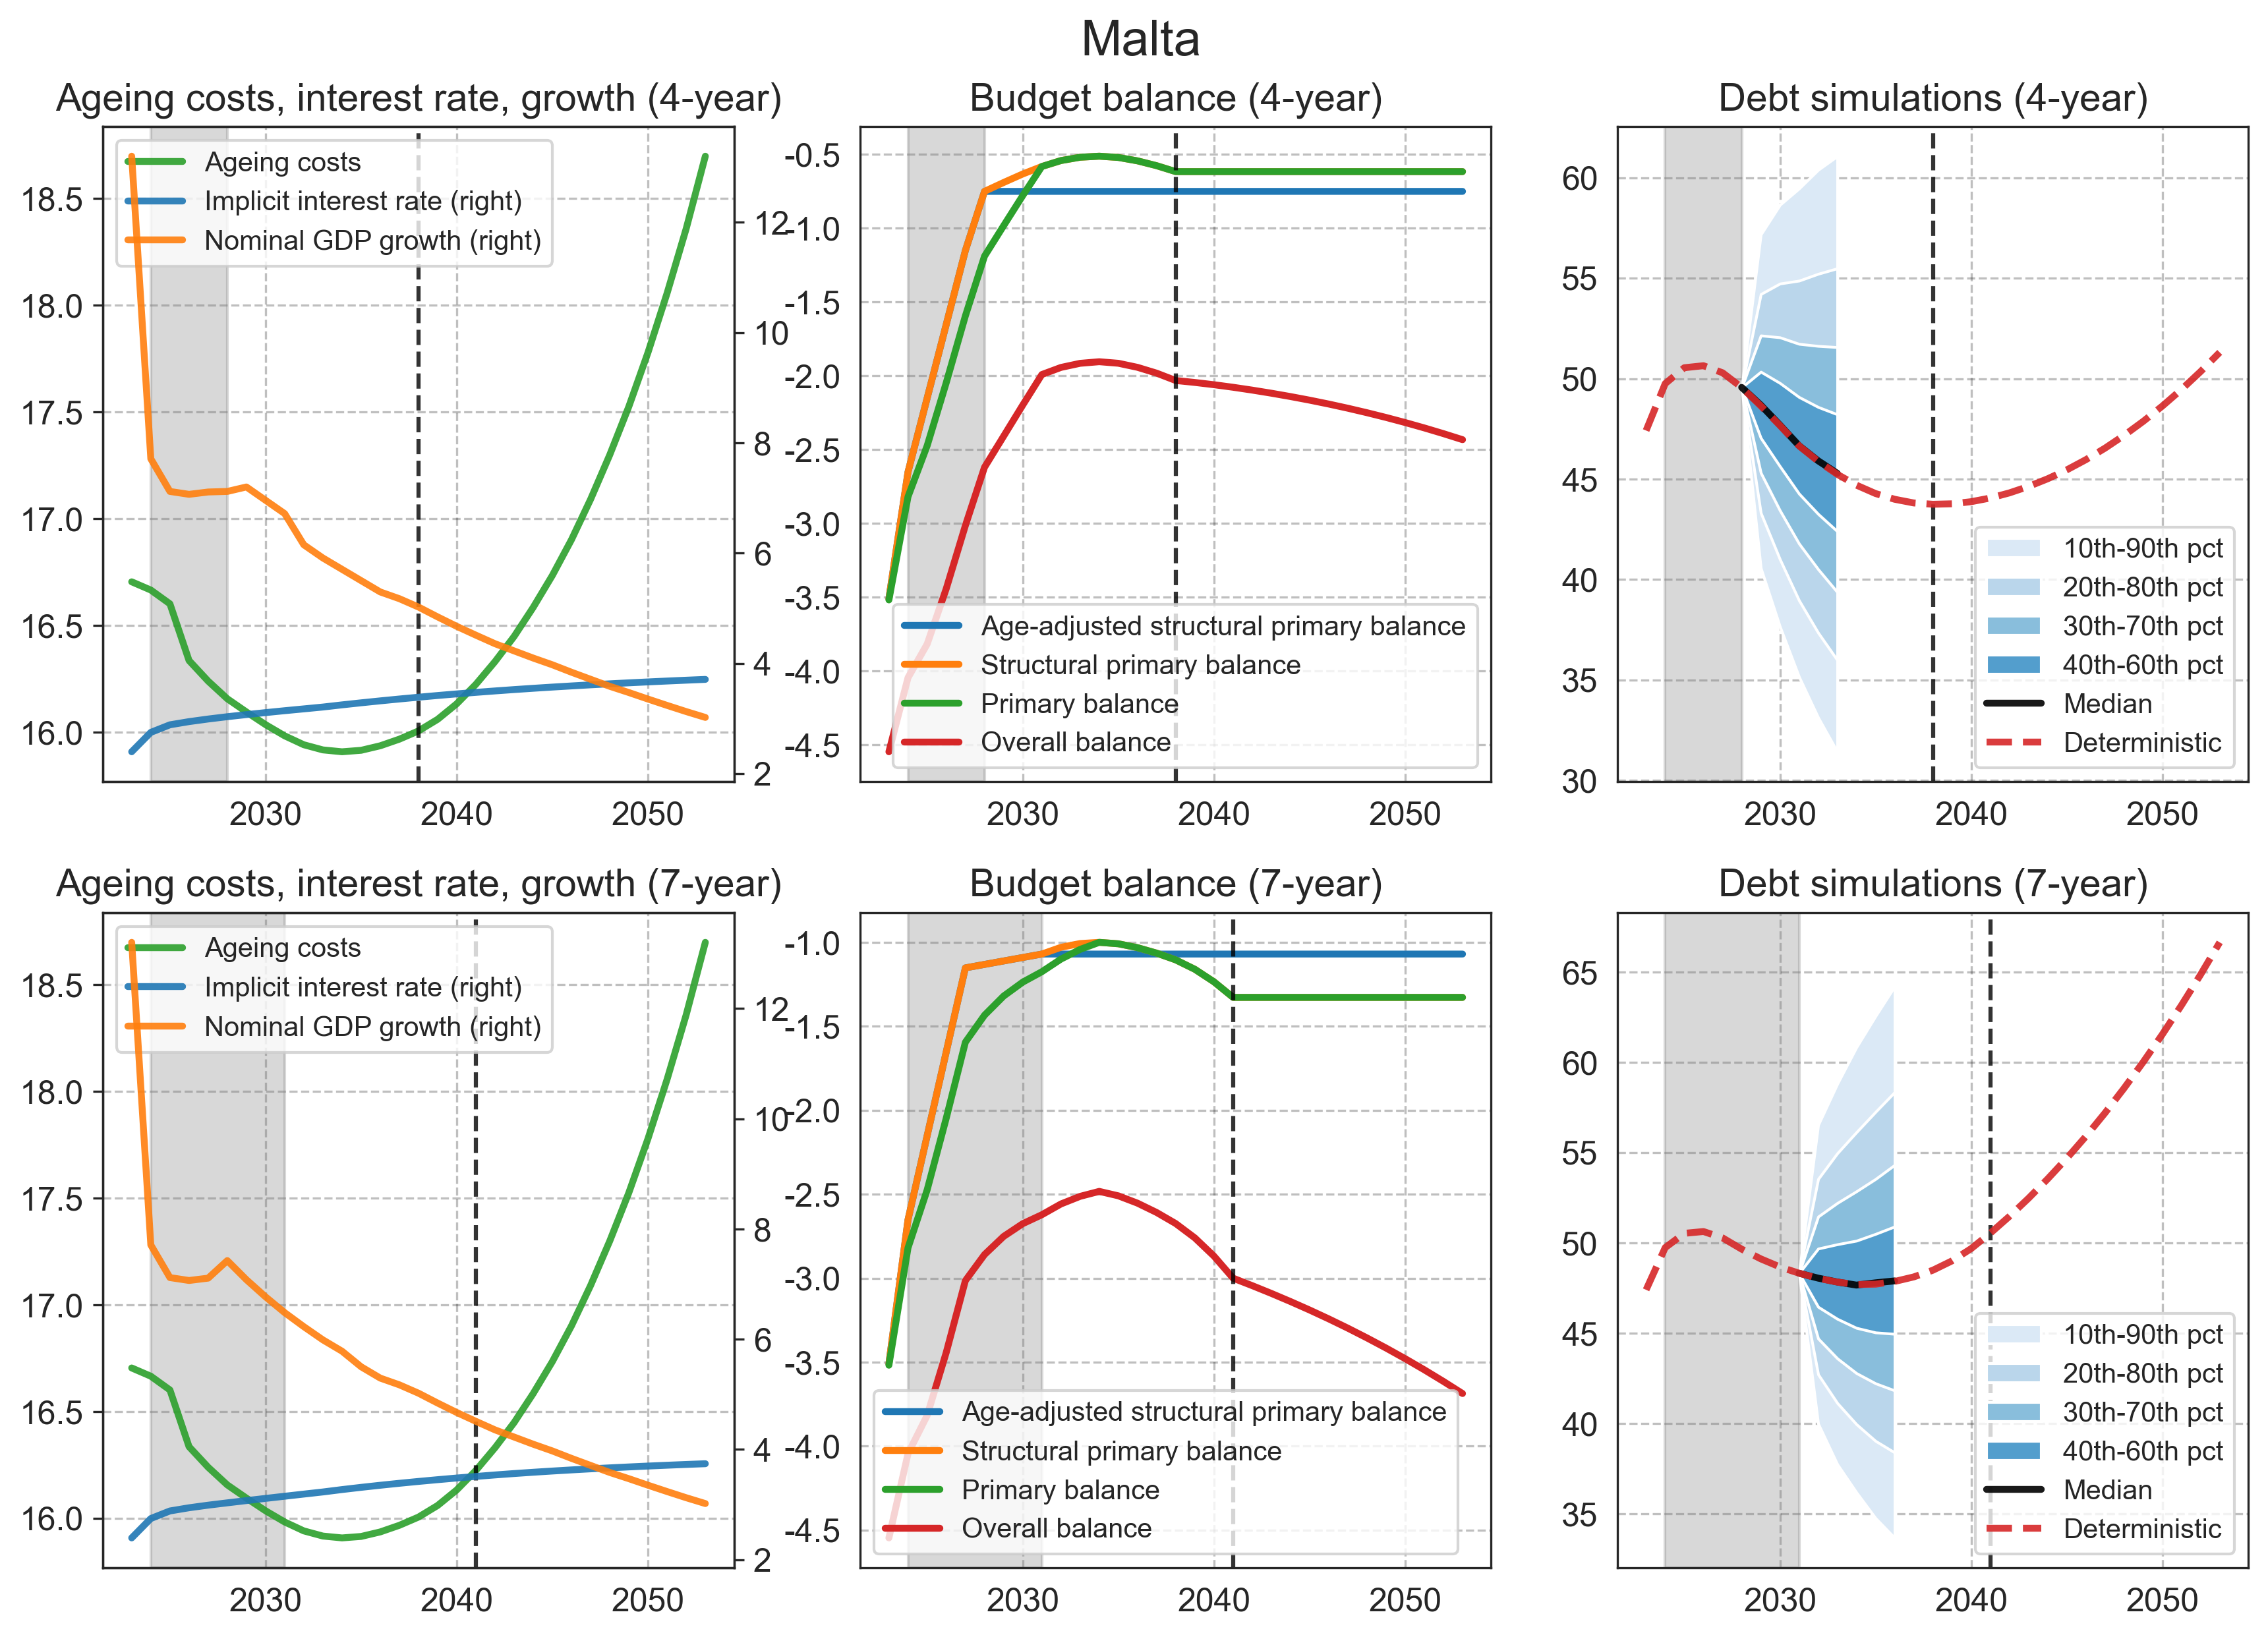 Malta
Ageing costs, interest rate, growth (4-year)
Ageing costs
Implicit interest rate (right)
Nominal GDP growth (right)
18.5
18.0
17.5
17.0
16.5
16.0
12
10
8
6
4
2
2030
2040
2050
Budget balance (4-year)
-0.5
-1.0
-1.5
-2.0
-2.5
-3.0
-3.5
-4.0
-4.5
Age-adjusted structural primary balance
Structural primary balance
Primary balance
Overall balance
2030
2040
2050
Debt simulations (4-year)
60
55
50
45
40
35
30
10th-90th pct
20th-80th pct
30th-70th pct
40th-60th pct
Median
Deterministic
2030
2040
2050
Ageing costs, interest rate, growth (7-year)
Ageing costs
Implicit interest rate (right)
Nominal GDP growth (right)
18.5
18.0
17.5
17.0
16.5
16.0
12
10
8
6
4
2
2030
2040
2050
Budget balance (7-year)
-1.0
-1.5
-2.0
-2.5
-3.0
-3.5
-4.0
-4.5
Age-adjusted structural primary balance
Structural primary balance
Primary balance
Overall balance
2030
2040
2050
Debt simulations (7-year)
65
60
55
50
45
40
35
10th-90th pct
20th-80th pct
30th-70th pct
40th-60th pct
Median
Deterministic
2030
2040
2050